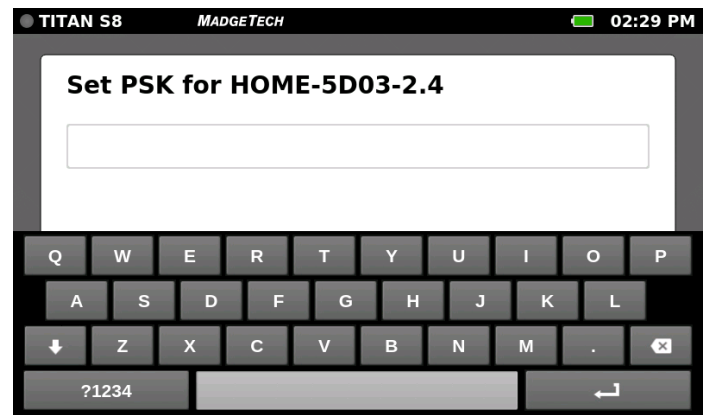 TITAN S8 MADGETECH 02:29 PM
Set PSK for HOME-5D03-2.4
Q W E R T Y U I O P
A S D F G H J K L
Z X C V B N M .
?1234